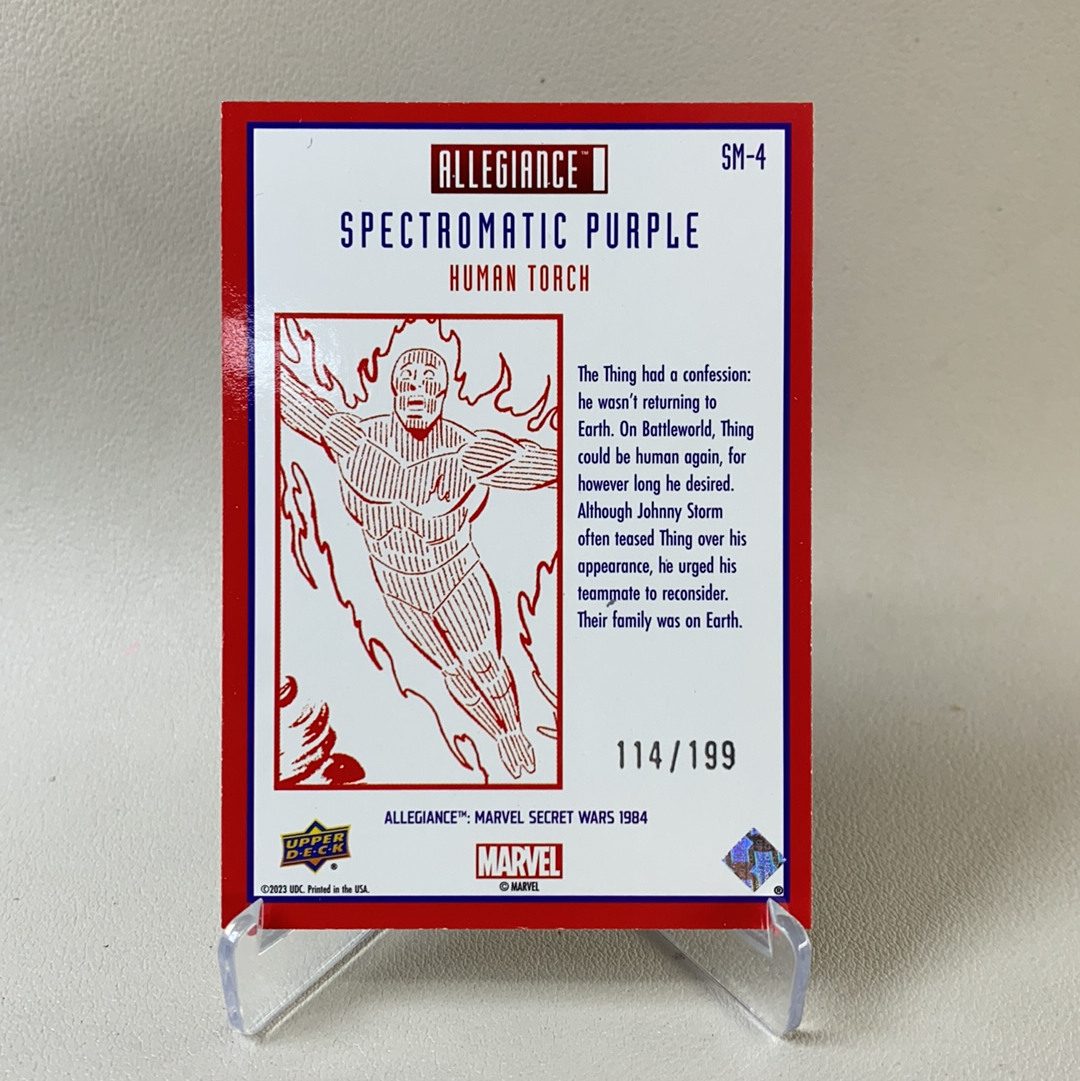 ALLEGIANCE™
SM-4
SPECTROMATIC PURPLE
HUMAN TORCH
The Thing had a confession:
he wasn't returning to
Earth. On Battleworld, Thing
could be human again, for
however long he desired.
Although Johnny Storm
often teased Thing over his
appearance, he urged his
teammate to reconsider.
Their family was on Earth.
114/199
ALLEGIANCE™: MARVEL SECRET WARS 1984
UPPER
D·E·C·K
®
MARVEL
© MARVEL
©2023 UDC. Printed in the USA.
®